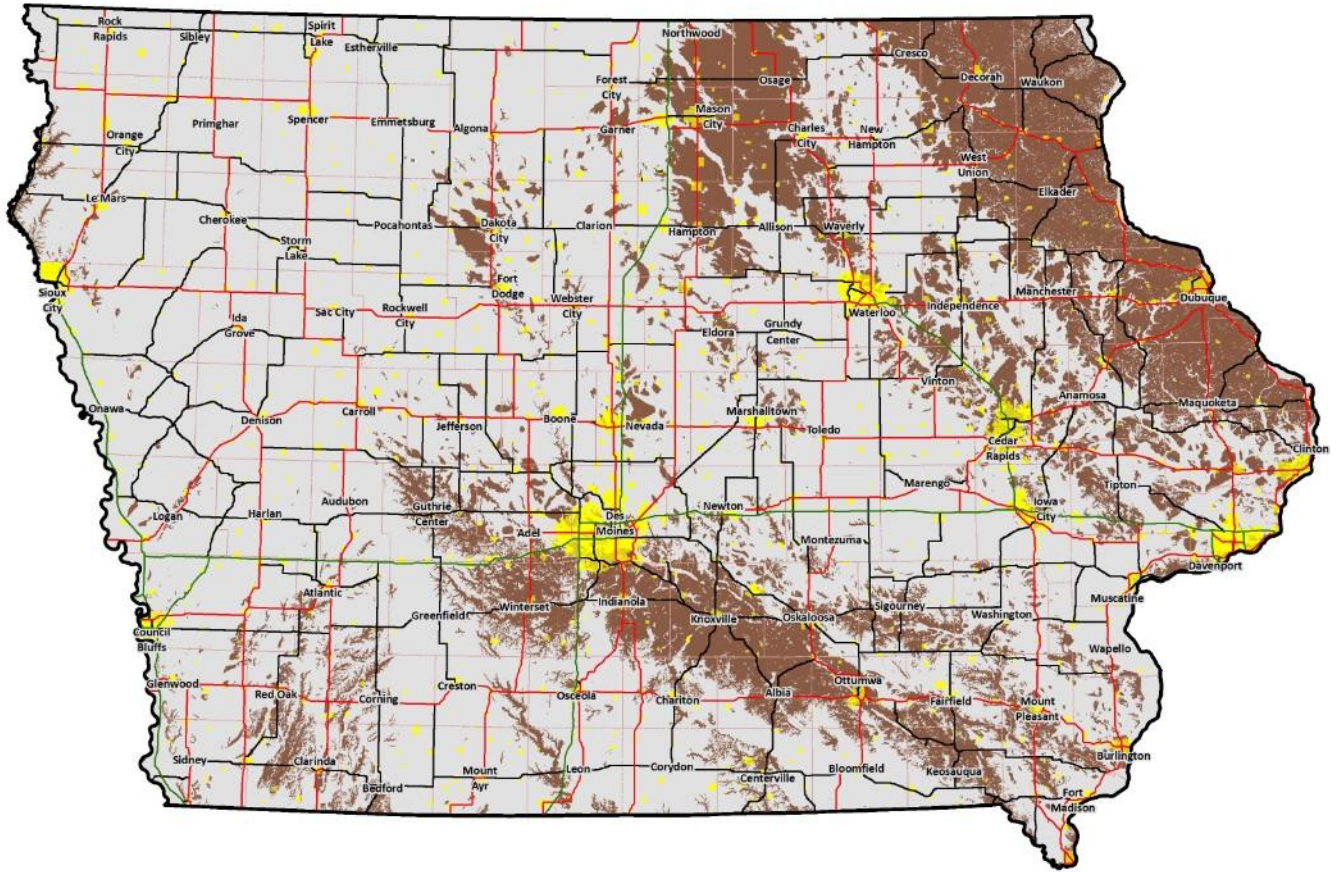 Rock
Rapids
Sibley
Spirit
Lake
Estherville
Northwood
Cresco
Decorah
Waukon
Forest
City
Osage
Orange
City
Primghar
Spencer
Emmetsburg
Algona
Garner
Mason
City
Charles
City
New
Hampton
West
Union
Elkader
Le Mars
Cherokee
Storm
Lake
Pocahontas
Dakota
City
Clarion
Hampton
Allison
Waverly
Sioux
City
Ida
Grove
Sac City
Rockwell
City
Fort
Dodge
Webster
City
Eldora
Grundy
Center
Waterloo
Independence
Manchester
Dubuque
Vinton
Anamosa
Maquoketa
Onawa
Denison
Carroll
Jefferson
Boone
Nevada
Marshalltown
Toledo
Cedar
Rapids
Clinton
Logan
Harlan
Audubon
Guthrie
Center
Adel
Des
Moines
Newton
Marengo
Iowa
City
Tipton
Montezuma
Davenport
Council
Bluffs
Atlantic
Greenfield
Winterset
Indianola
Knoxville
Oskaloosa
Sigourney
Washington
Muscatine
Wapello
Glenwood
Red Oak
Corning
Creston
Osceola
Chariton
Albia
Ottumwa
Fairfield
Mount
Pleasant
Burlington
Sidney
Clarinda
Bedford
Mount
Ayr
Leon
Corydon
Centerville
Bloomfield
Keosauqua
Fort
Madison